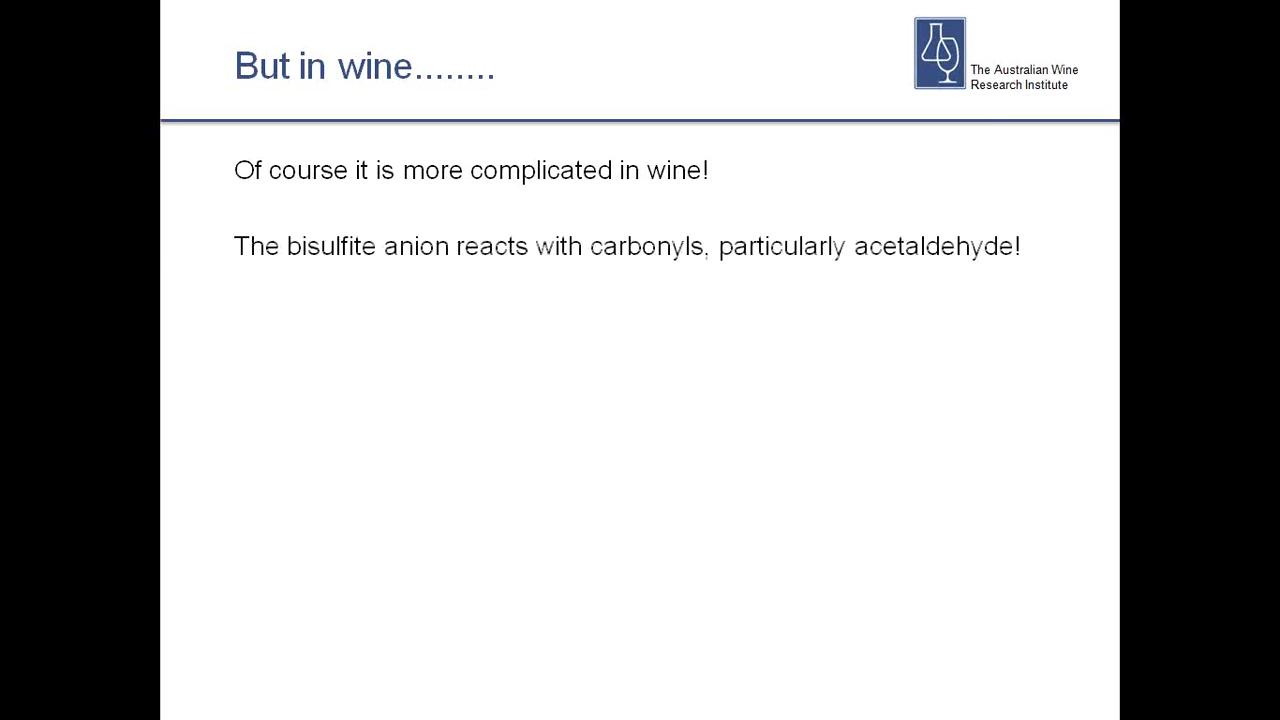 But in wine........
The Australian Wine
Research Institute
Of course it is more complicated in wine!
The bisulfite anion reacts with carbonyls, particularly acetaldehyde!